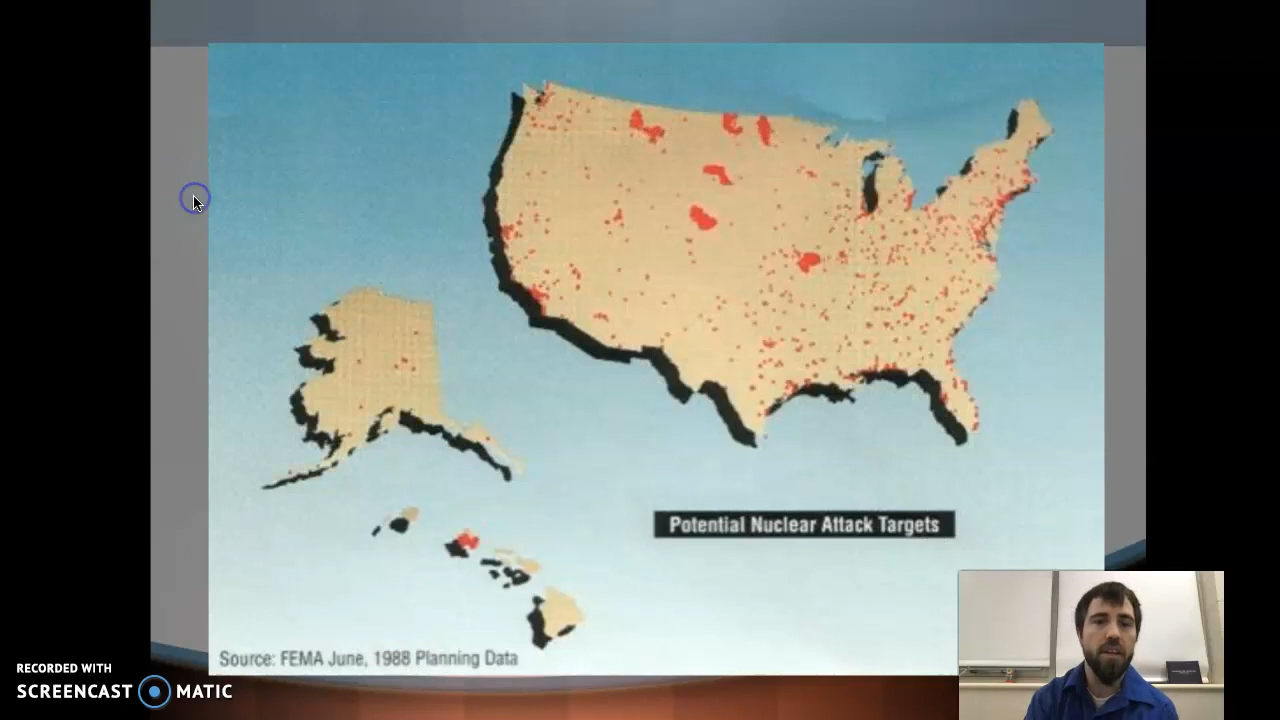 Potential Nuclear Attack Targets
Source: FEMA June, 1988 Planning Data
RECORDED WITH
SCREENCAST MATIC